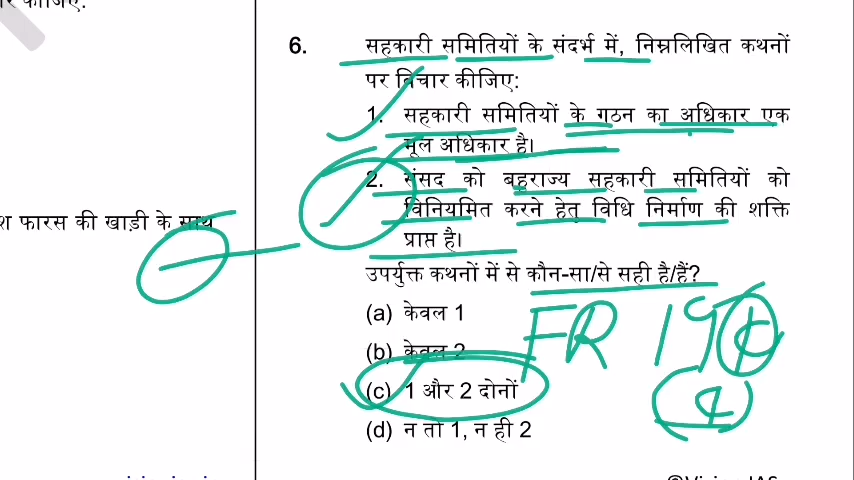 6. सहकारी समितियों के संदर्भ में, निम्नलिखित कथनों
पर विचार कीजिए:
1. सहकारी समितियों के गठन का अधिकार एक
मूल अधिकार है।
2. संसद को बहुराज्य सहकारी समितियों को
विनियमित करने हेतु विधि निर्माण की शक्ति
प्राप्त है।
श फारस की खाड़ी के साथ
उपर्युक्त कथनों में से कौन-सा/से सही है/हैं?
(a) केवल 1
(b) केवल 2
(c) 1 और 2 दोनों
(d) न तो 1, न ही 2
FR 19